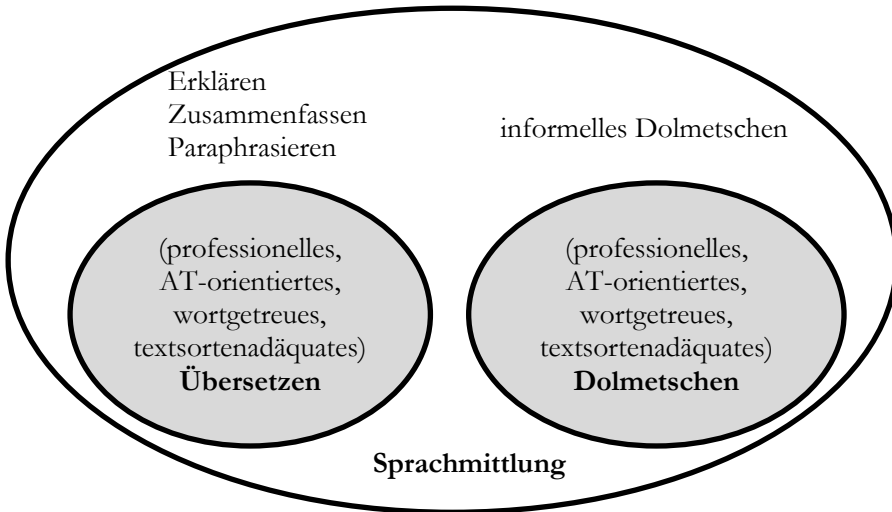 Erklären
Zusammenfassen
Paraphrasieren
informelles Dolmetschen
(professionelles,
AT-orientiertes,
wortgetreues,
textsortenadäquates)
Übersetzen
(professionelles,
AT-orientiertes,
wortgetreues,
textsortenadäquates)
Dolmetschen
Sprachmittlung